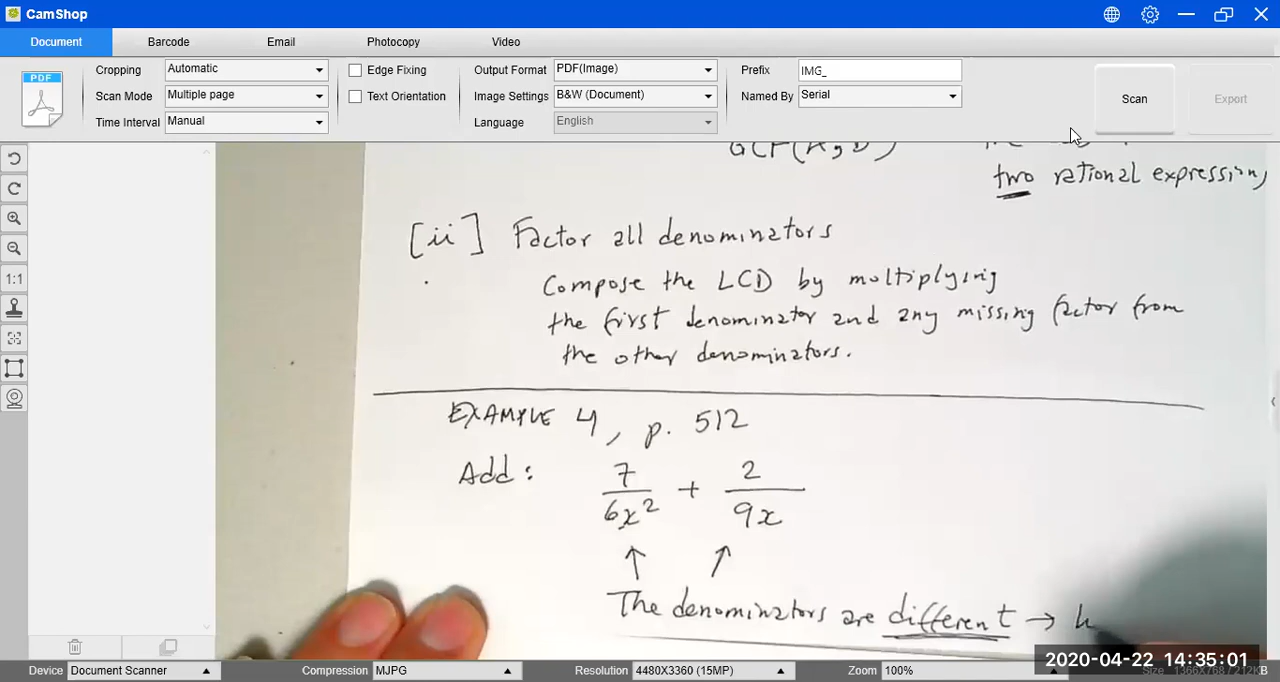 CamShop
Document Barcode Email Photocopy Video
PDF
Cropping Automatic Edge Fixing Output Format PDF(Image) Prefix IMG_
Scan Export
Scan Mode Multiple page Text Orientation Image Settings B&W (Document) Named By Serial
Time Interval Manual Language English
1:1
two rational expressions
[ii] Factor all denominators
Compose the LCD by multiplying
the first denominator and any missing factor from
the other denominators.
EXAMPLE 4, p. 512
Add: 7/6x² + 2/9x
↑ ↑
The denominators are different →
2020-04-22 14:35:01
Device Document Scanner Compression MJPG Resolution 4480X3360 (15MP) Zoom 100%